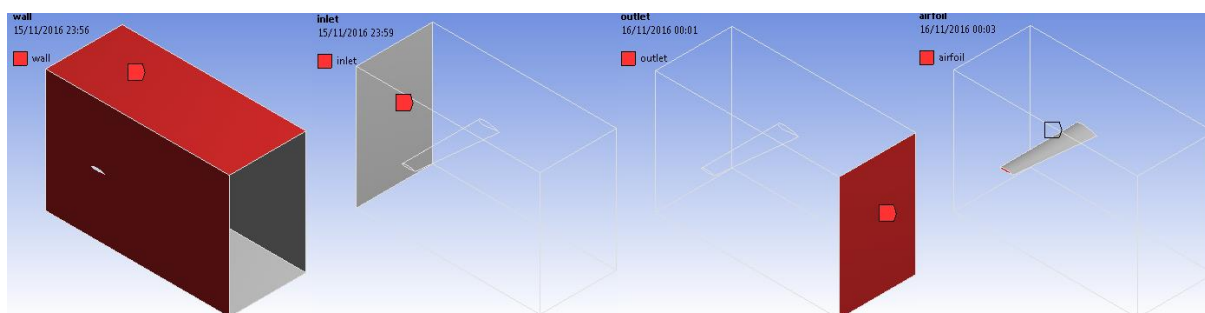 wall
15/11/2016 23:56
wall
inlet
15/11/2016 23:59
inlet
outlet
16/11/2016 00:01
outlet
airfoil
16/11/2016 00:03
airfoil